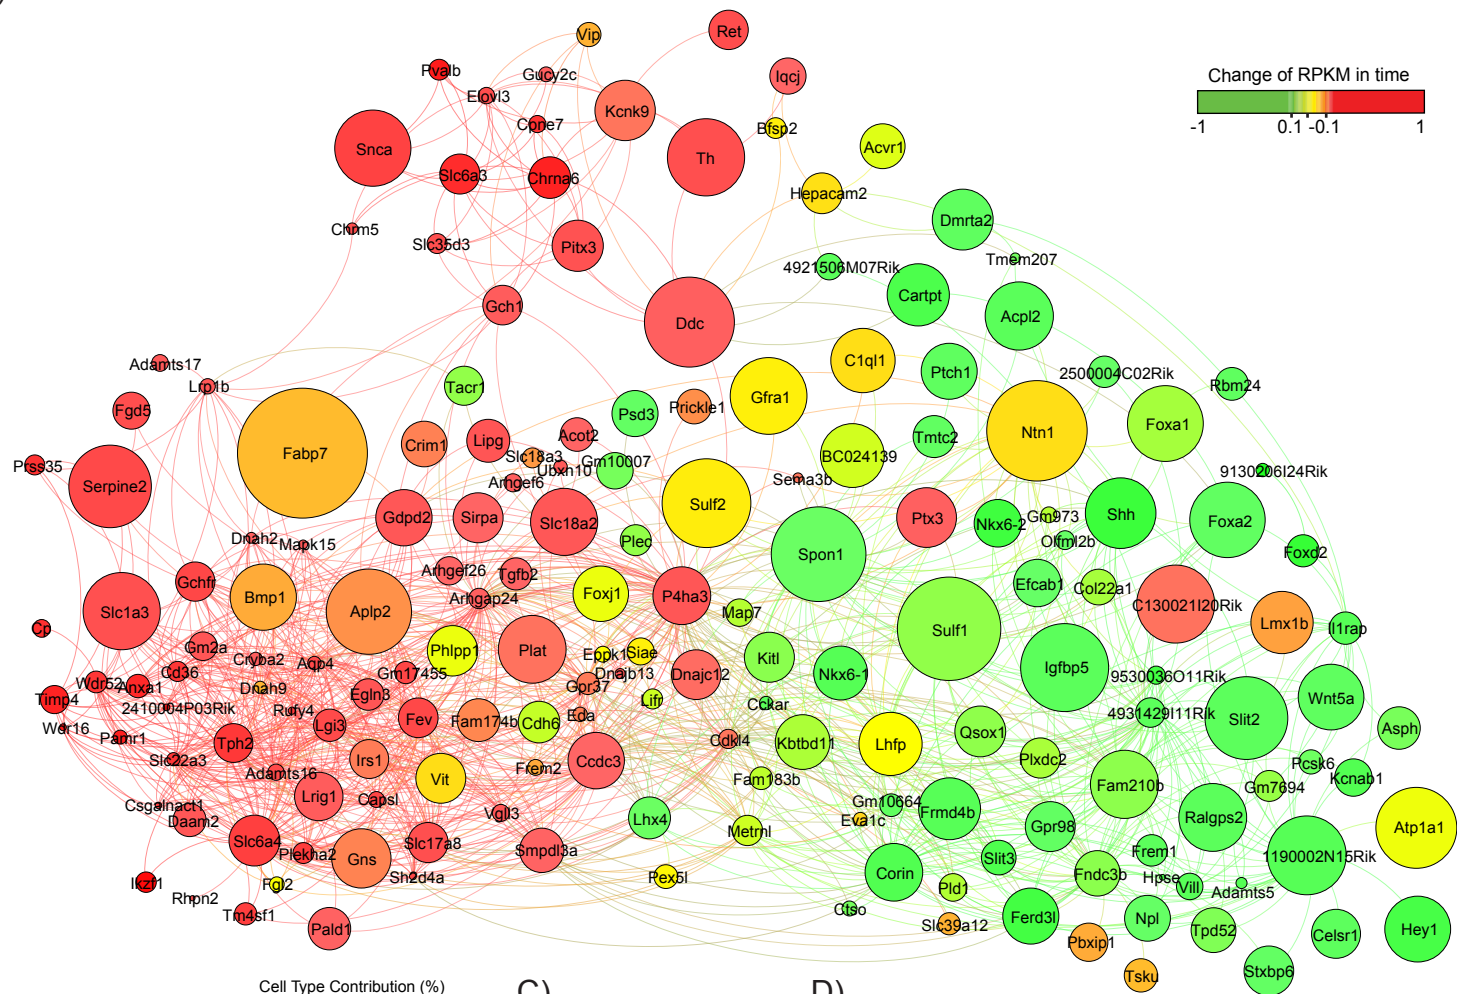 Vip
Ret
Pvalb
Gucy2c
Iqcj
Change of RPKM in time
-1
0.1
-0.1
1
Elovl3
Kcnk9
Cpne7
Bfsp2
Snca
Th
Acvr1
Slc6a3
Chrna6
Hepacam2
Chrm5
Slc35d3
Pitx3
Dmrta2
4921506M07Rik
Tmem207
Gch1
Cartpt
Acpl2
Ddc
Adamts17
Lrp1b
Tacr1
C1ql1
Ptch1
2500004C02Rik
Rbm24
Fgd5
Psd3
Prickle1
Gfra1
Fabp7
Crim1
Lipg
Acot2
Tmtc2
Ntn1
Foxa1
Slc18a3
BC024139
Prss35
Ubxn10
Gm10007
9130206I24Rik
Serpine2
Arhgef6
Sema3b
Sulf2
Gdpd2
Sirpa
Slc18a2
Ptx3
Nkx6-2
Gm973
Shh
Foxa2
Dnah2
Mapk15
Plec
Olfml2b
Foxd2
Spon1
Gchfr
Arhgef26
Tgfb2
Efcab1
Col22a1
Bmp1
Arhgap24
Foxj1
P4ha3
C130021I20Rik
Slc1a3
Aplp2
Map7
Lmx1b
Il1rap
Cp
Sulf1
Gm2a
Phlpp1
Plat
Eppk1
Siae
Kitl
Cryba2
Aqp4
Cd36
Gm17455
Dnajb13
Dnajc12
Nkx6-1
Igfbp5
9530036O11Rik
Wdr52
Anxa1
Dnah9
Egln3
Gpr37
Timp4
2410004P03Rik
Rufy4
Lifr
Cckar
4931429I11Rik
Slit2
Wnt5a
Wdr16
Pamr1
Lgi3
Fev
Fam174b
Cdh6
Eda
Asph
Tph2
Cdkl4
Kbtbd11
Lhfp
Qsox1
Slc22a3
Irs1
Frem2
Ccdc3
Plxdc2
Pcsk6
Adamts16
Vit
Fam183b
Fam210b
Gm7694
Kcnab1
Csgalnact1
Lrig1
Capsl
Gm10664
Daam2
Vgll3
Lhx4
Metrnl
Eva1c
Frmd4b
Gpr98
Ralgps2
Atp1a1
Slc6a4
Plekha2
Gns
Slc17a8
Smpdl3a
Slit3
Frem1
1190002N15Rik
Ikzf1
Fgl2
Sh2d4a
Pex5l
Corin
Pld1
Fndc3b
Hpse
Vill
Adamts5
Rhpn2
Tm4sf1
Pald1
Ctso
Slc39a12
Ferd3l
Npl
Tpd52
Celsr1
Hey1
Pbxip1
Tsku
Stxbp6
Cell Type Contribution (%)
C)
D)